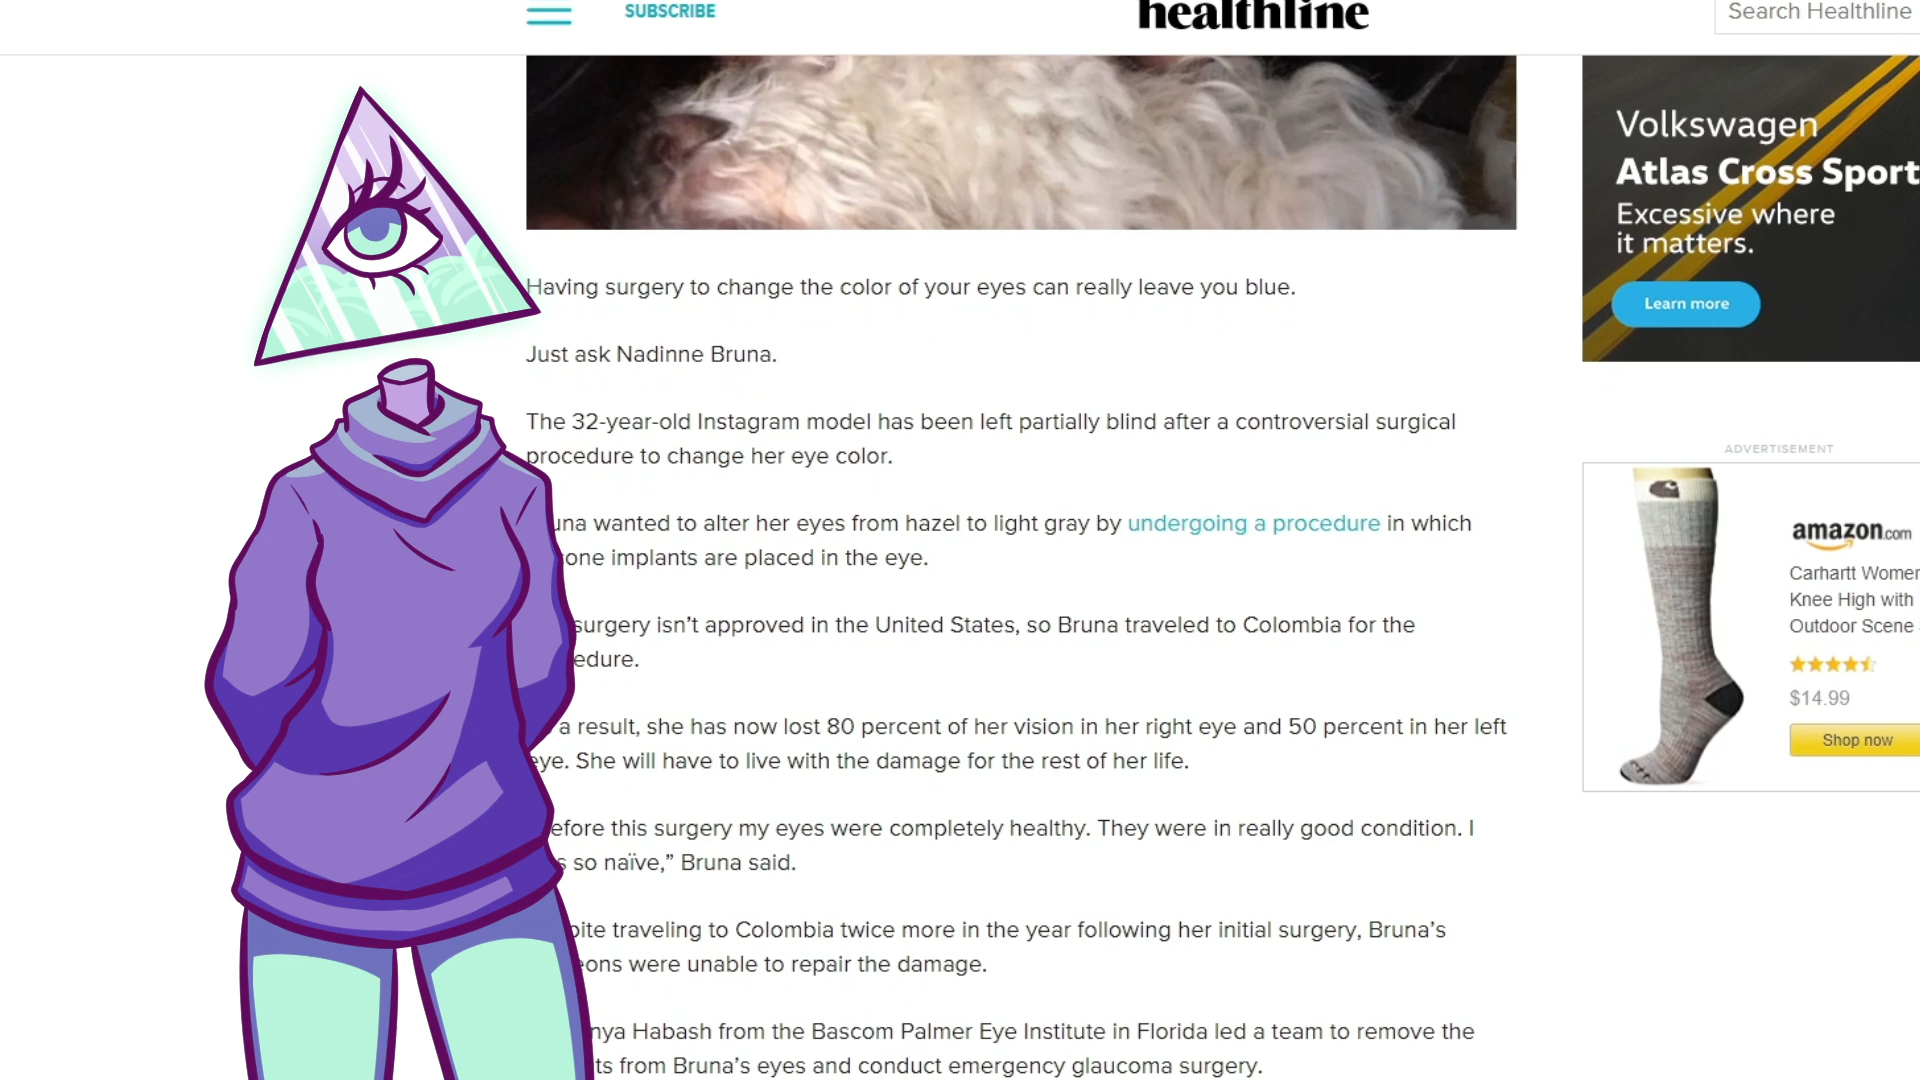 SUBSCRIBE
healthline
Search Healthline
Having surgery to change the color of your eyes can really leave you blue.
Just ask Nadinne Bruna.
The 32-year-old Instagram model has been left partially blind after a controversial surgical
procedure to change her eye color.
una wanted to alter her eyes from hazel to light gray by undergoing a procedure in which
one implants are placed in the eye.
surgery isn’t approved in the United States, so Bruna traveled to Colombia for the
edure.
a result, she has now lost 80 percent of her vision in her right eye and 50 percent in her left
eye. She will have to live with the damage for the rest of her life.
efore this surgery my eyes were completely healthy. They were in really good condition. I
s so naïve,” Bruna said.
ite traveling to Colombia twice more in the year following her initial surgery, Bruna’s
eons were unable to repair the damage.
nya Habash from the Bascom Palmer Eye Institute in Florida led a team to remove the
ts from Bruna’s eyes and conduct emergency glaucoma surgery.
Volkswagen
Atlas Cross Sport
Excessive where
it matters.
Learn more
ADVERTISEMENT
amazon.com
Carhartt Women
Knee High with
Outdoor Scene
$14.99
Shop now